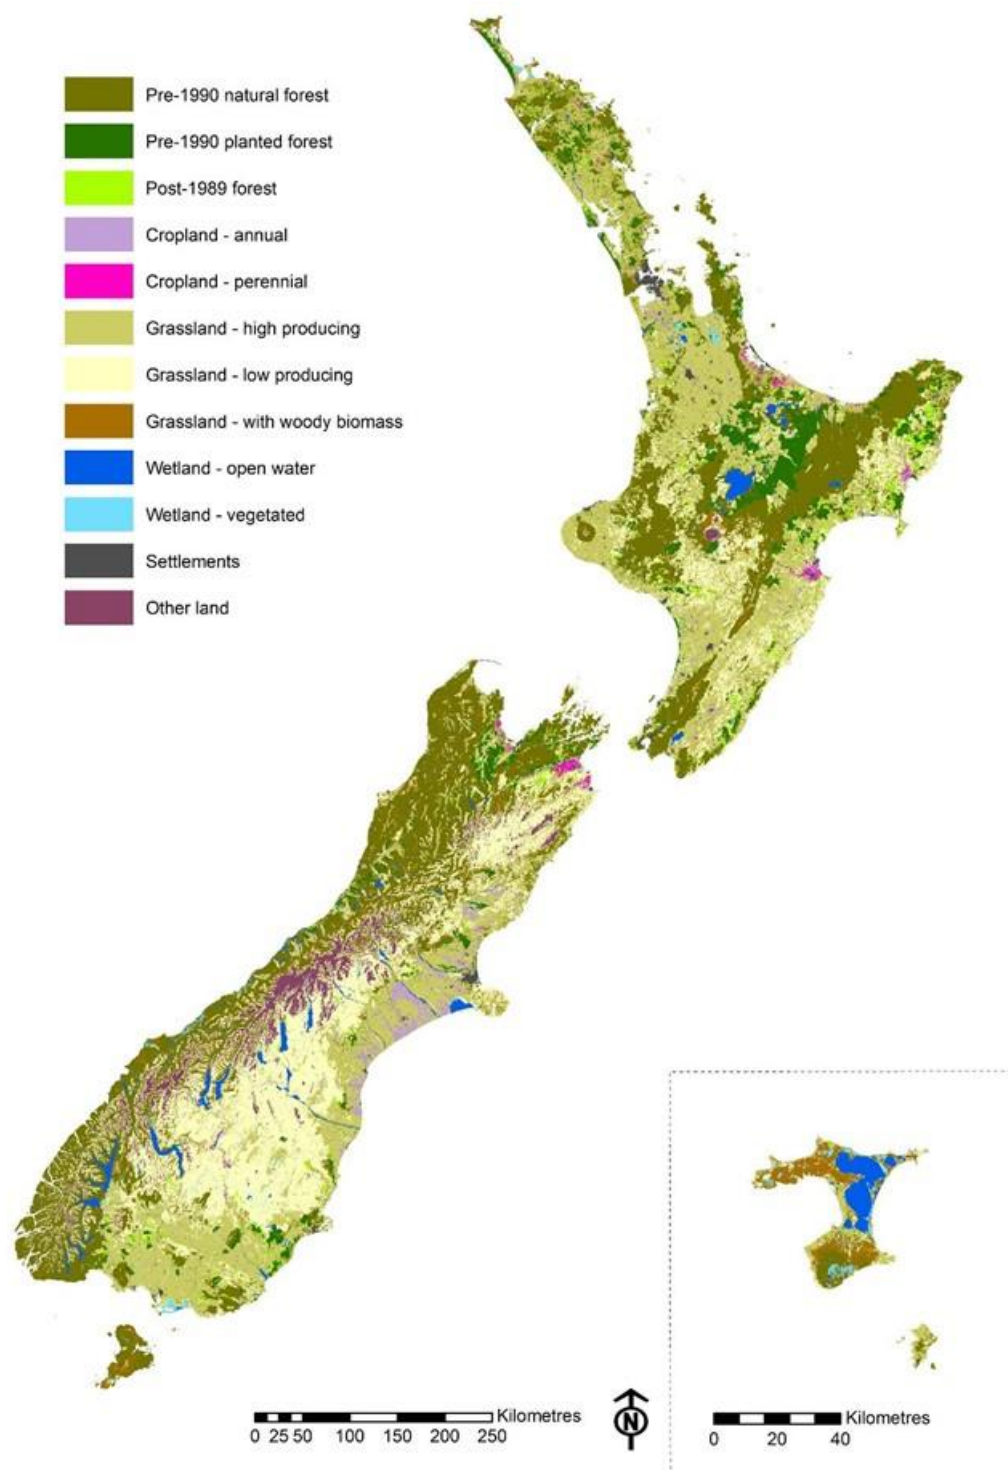 Pre-1990 natural forest
Pre-1990 planted forest
Post-1989 forest
Cropland - annual
Cropland - perennial
Grassland - high producing
Grassland - low producing
Grassland - with woody biomass
Wetland - open water
Wetland - vegetated
Settlements
Other land
Kilometres
0 25 50 100 150 200 250
N
Kilometres
0 20 40